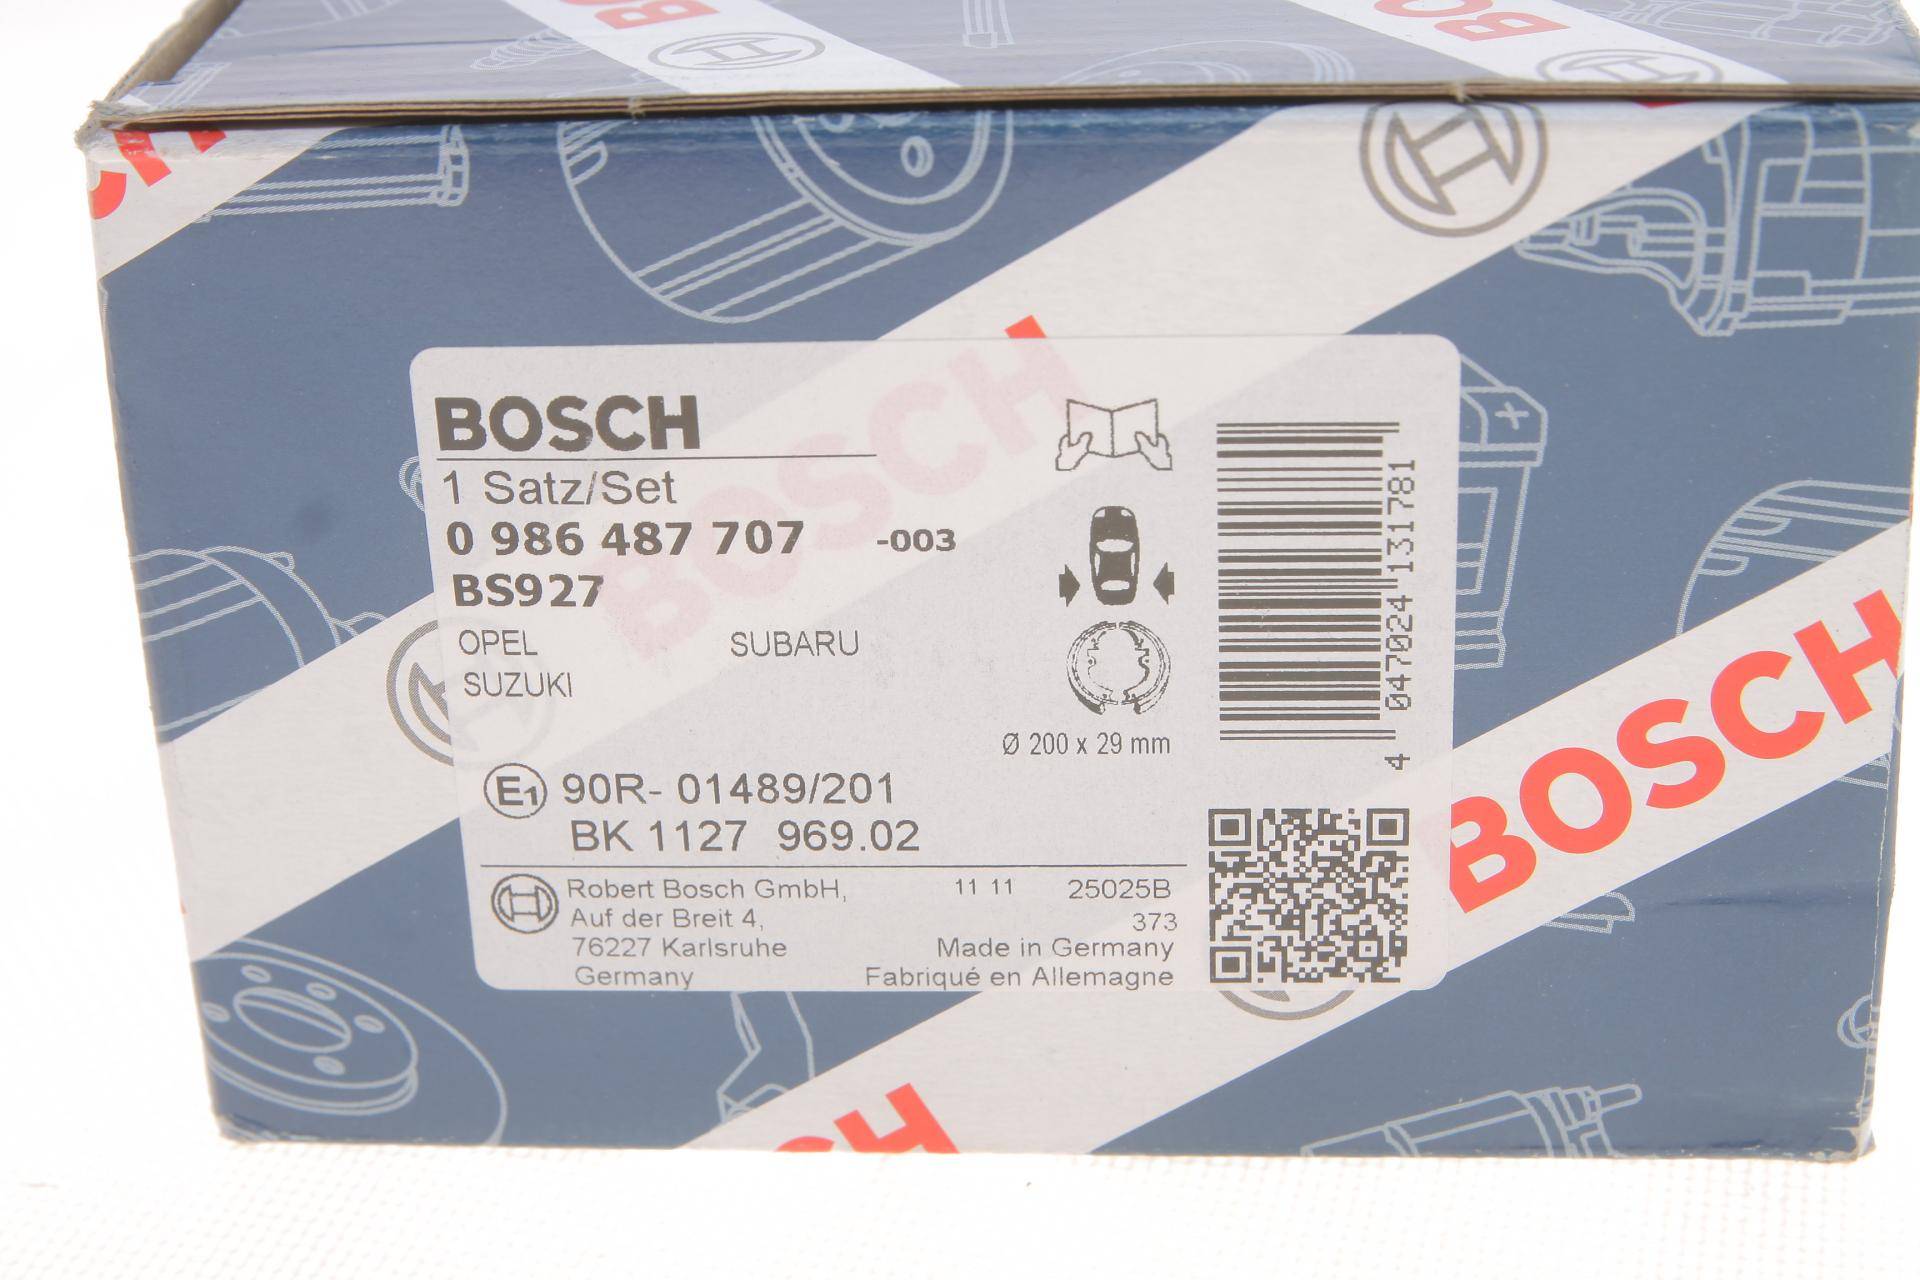 BOSCH
BOSCH
BOSCH
1 Satz/Set
0 986 487 707 -003
BS927
OPEL SUBARU
SUZUKI
Ø 200 x 29 mm
4 047024 131781
E1 90R- 01489/201
BK 1127 969.02
Robert Bosch GmbH, 11 11 25025B
Auf der Breit 4, 373
76227 Karlsruhe Made in Germany
Germany Fabriqué en Allemagne
BOSCH